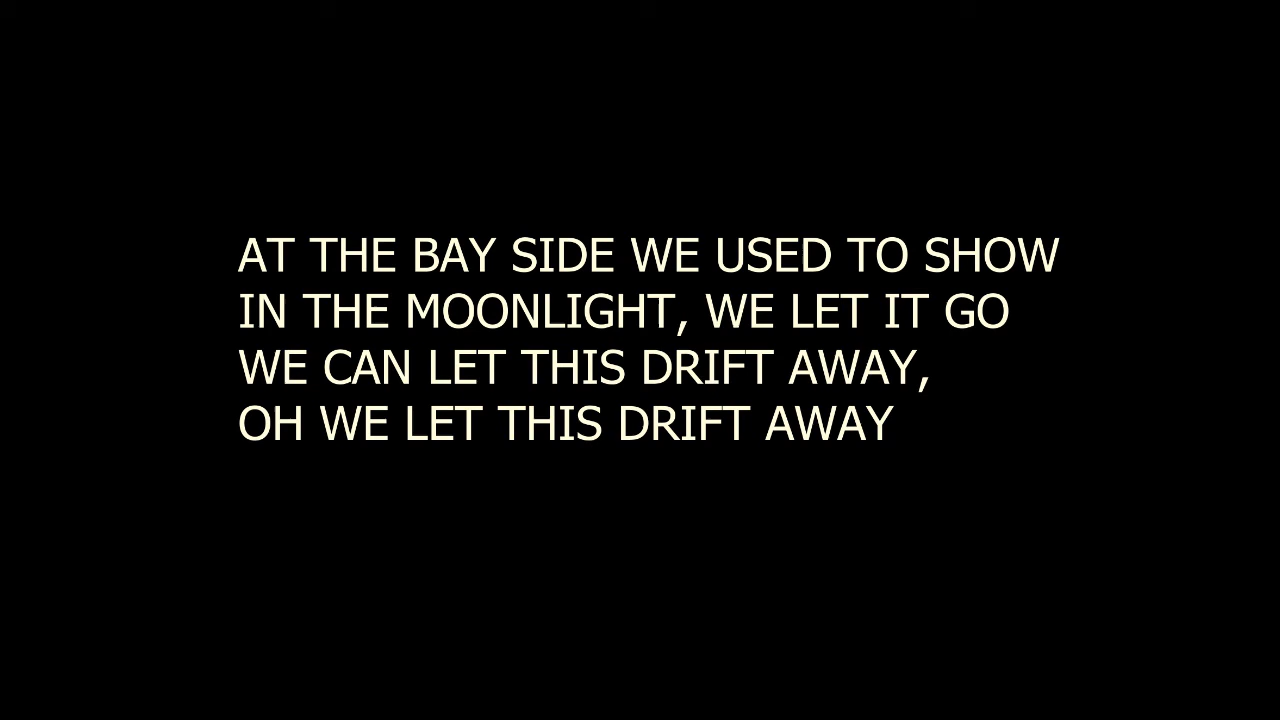 AT THE BAY SIDE WE USED TO SHOW
IN THE MOONLIGHT, WE LET IT GO
WE CAN LET THIS DRIFT AWAY,
OH WE LET THIS DRIFT AWAY